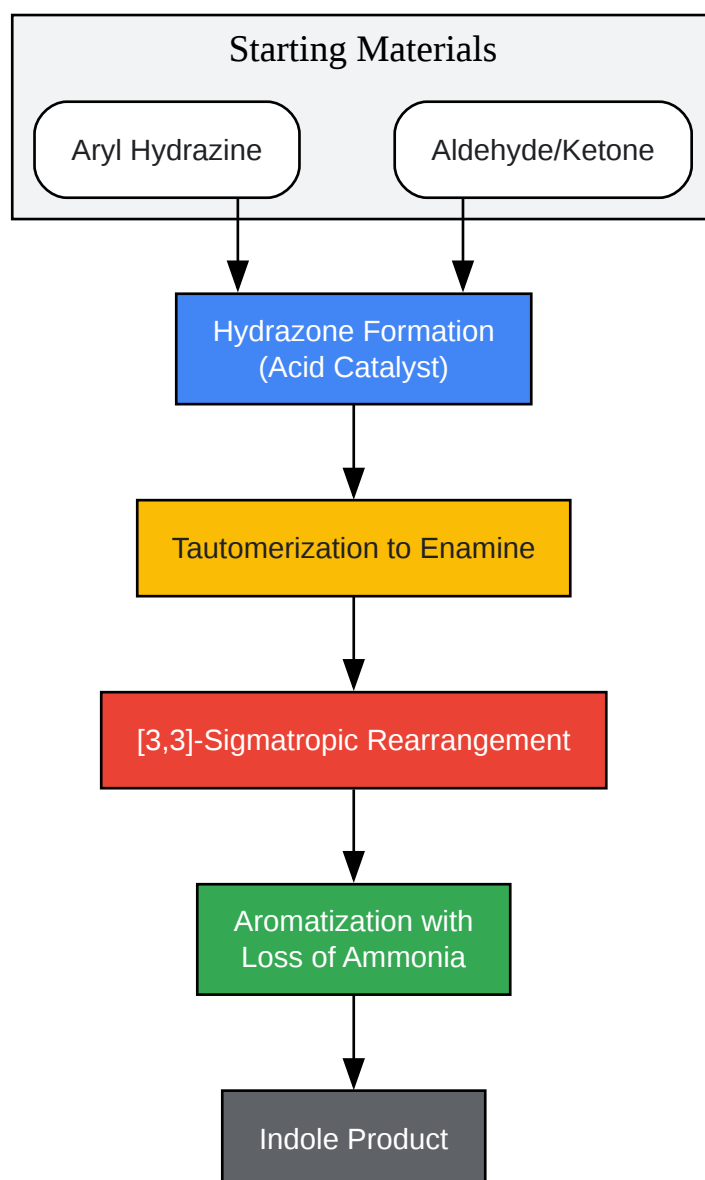 Starting Materials
Aryl Hydrazine
Aldehyde/Ketone
Hydrazone Formation
(Acid Catalyst)
Tautomerization to Enamine
[3,3]-Sigmatropic Rearrangement
Aromatization with
Loss of Ammonia
Indole Product